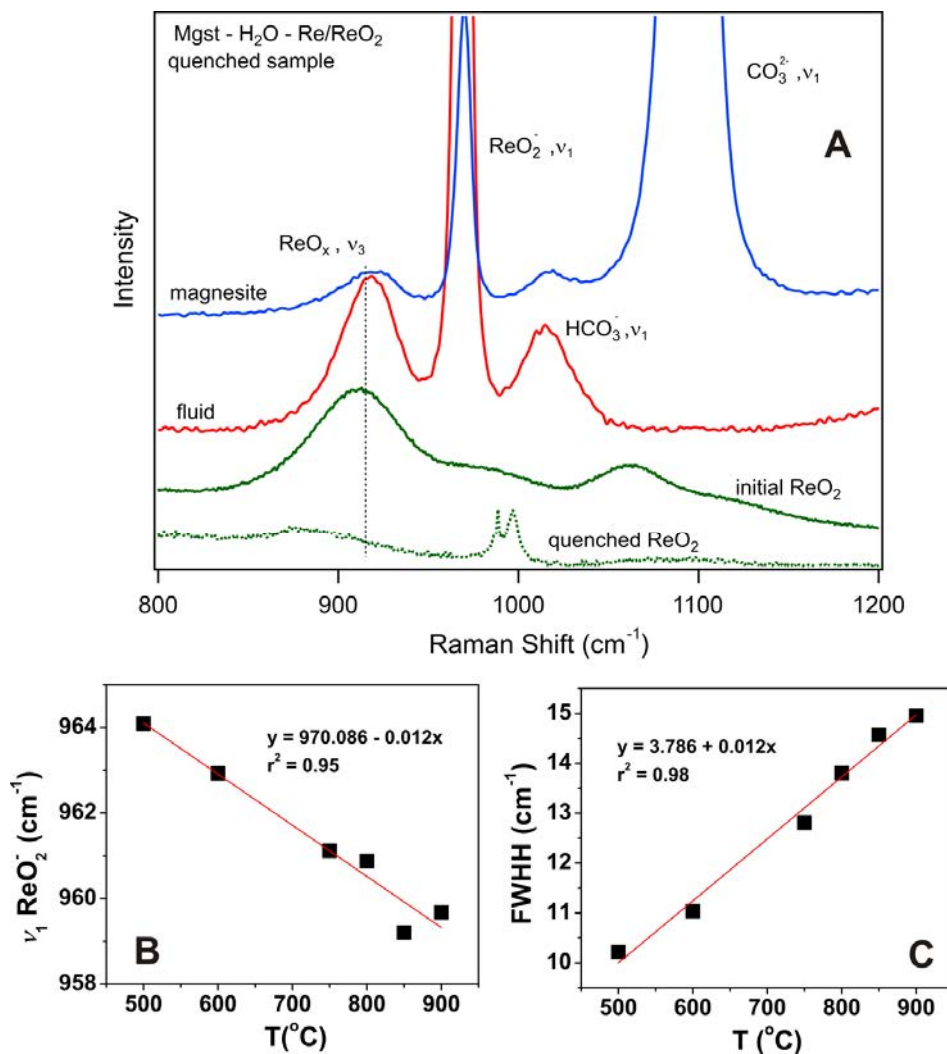 Mgst - H₂O - Re/ReO₂
quenched sample
CO₃²⁻ ,ν₁
A
ReO₂⁻ ,ν₁
ReOₓ , ν₃
magnesite
HCO₃⁻,ν₁
fluid
initial ReO₂
quenched ReO₂
Intensity
800 900 1000 1100 1200
Raman Shift (cm⁻¹)
964
962
960
958
ν₁ ReO₂⁻ (cm⁻¹)
y = 970.086 - 0.012x
r² = 0.95
B
500 600 700 800 900
T(°C)
15
14
13
12
11
10
FWHH (cm⁻¹)
y = 3.786 + 0.012x
r² = 0.98
C
500 600 700 800 900
T (°C)